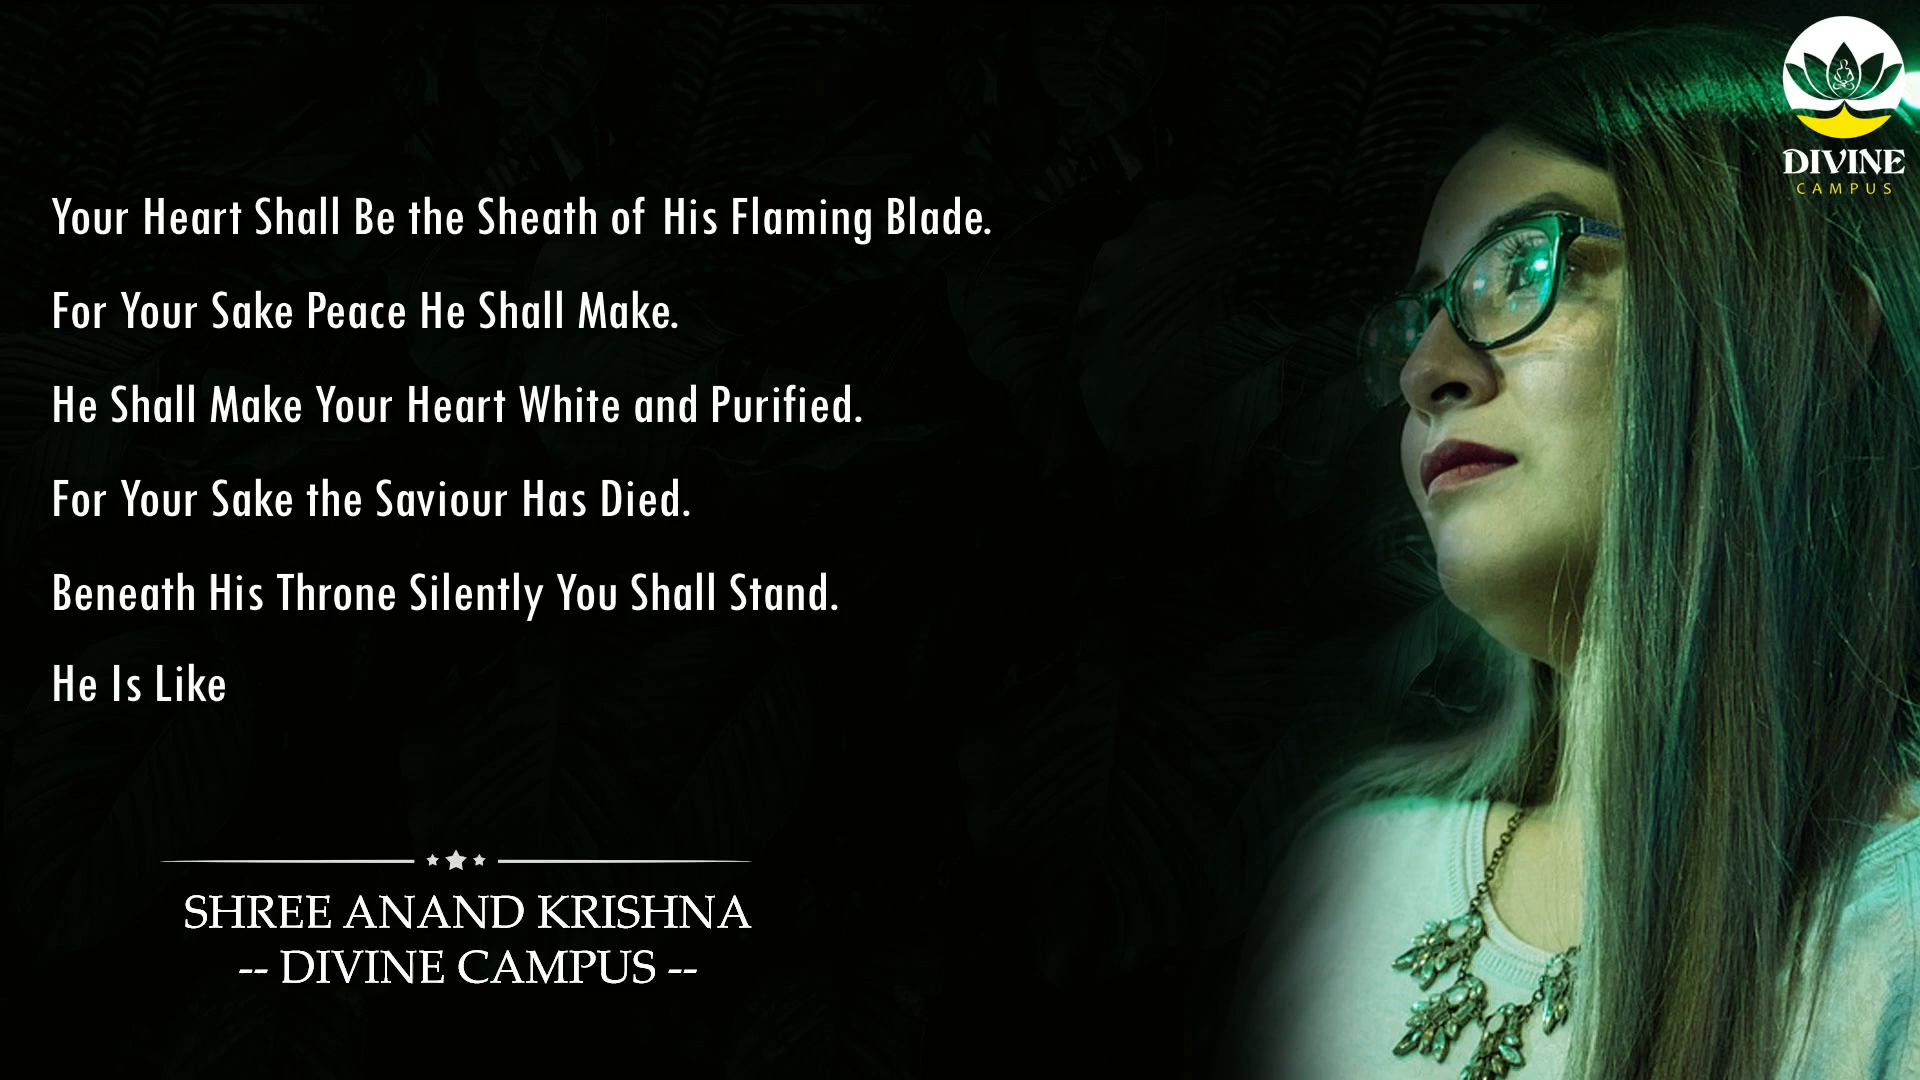 DIVINE
CAMPUS
Your Heart Shall Be the Sheath of His Flaming Blade.
For Your Sake Peace He Shall Make.
He Shall Make Your Heart White and Purified.
For Your Sake the Saviour Has Died.
Beneath His Throne Silently You Shall Stand.
He Is Like
SHREE ANAND KRISHNA
-- DIVINE CAMPUS --